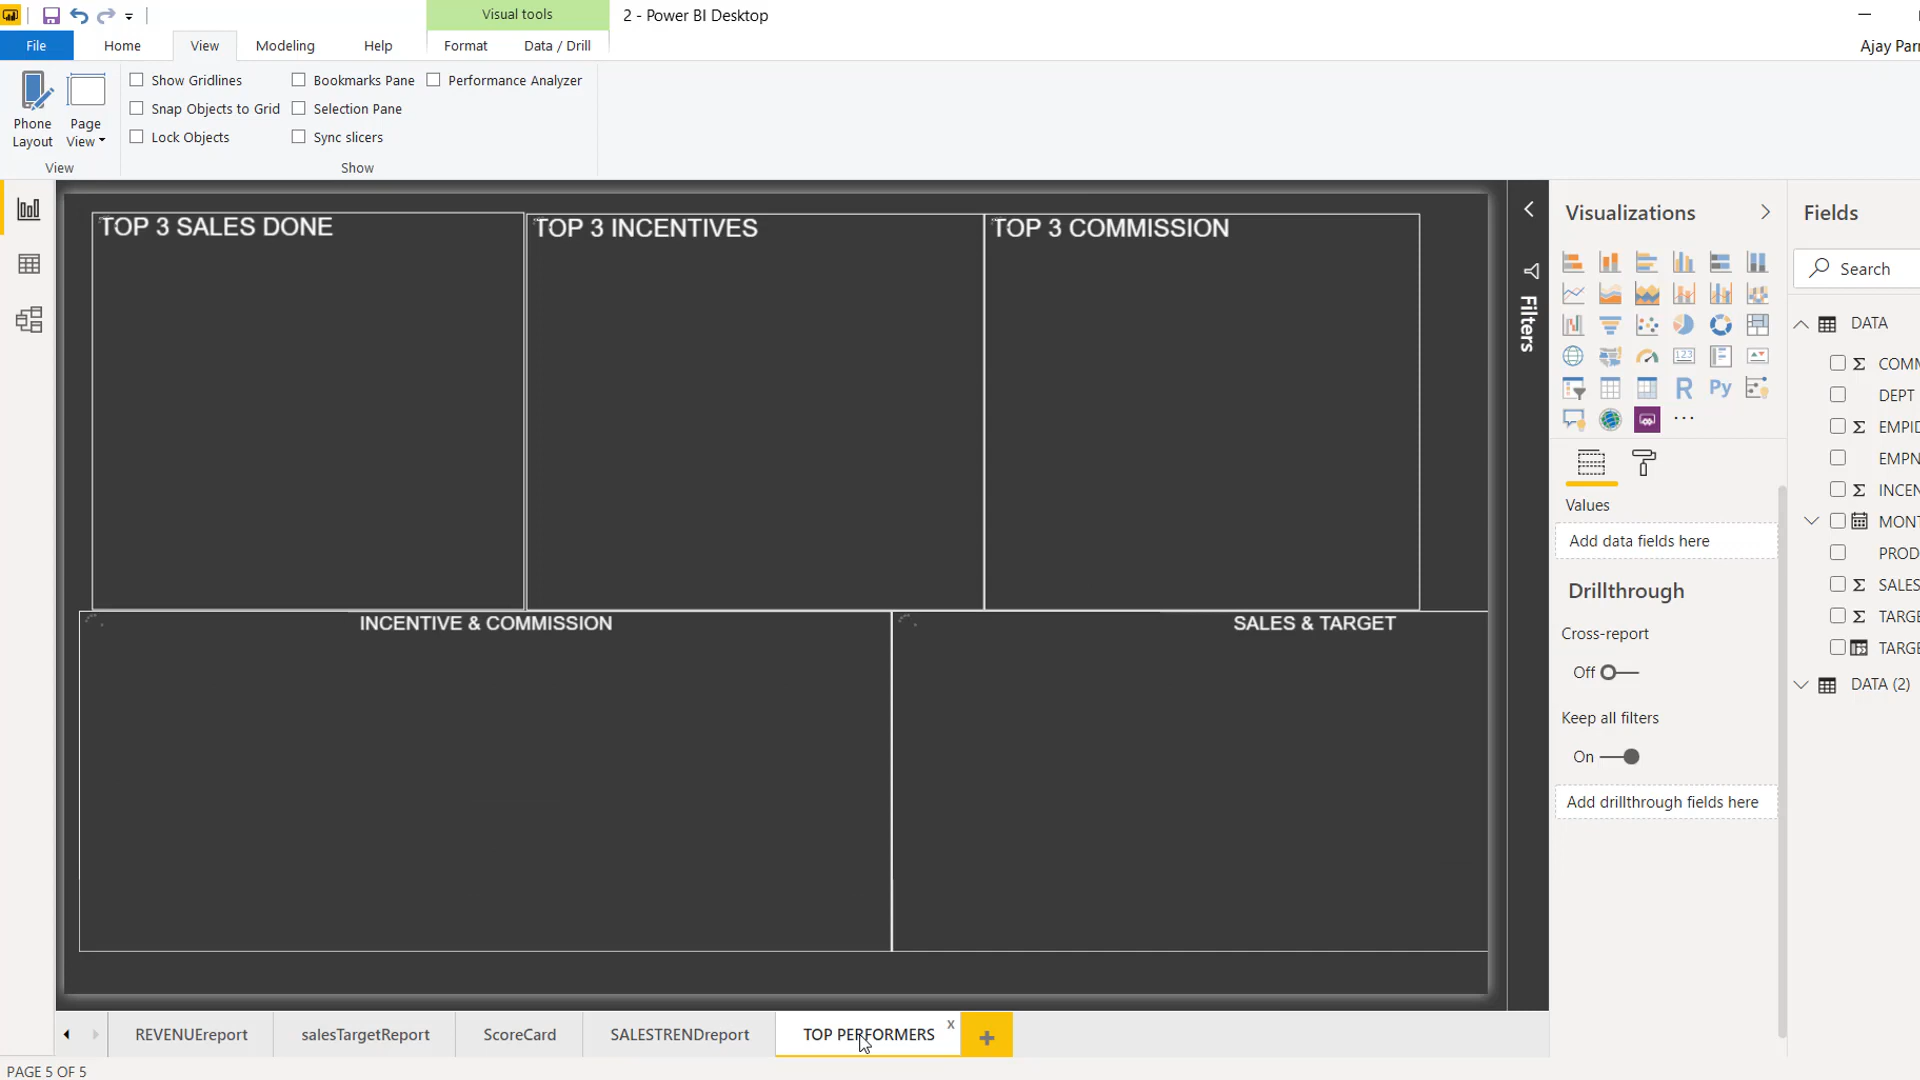 Visual tools
2 - Power BI Desktop
File
Home
View
Modeling
Help
Format
Data / Drill
Ajay Parr
Phone
Layout
Page
View
Show Gridlines
Snap Objects to Grid
Lock Objects
Bookmarks Pane
Selection Pane
Sync slicers
Performance Analyzer
View
Show
TOP 3 SALES DONE
TOP 3 INCENTIVES
TOP 3 COMMISSION
INCENTIVE & COMMISSION
SALES & TARGET
Filters
Visualizations
123
R
Py
Values
Add data fields here
Drillthrough
Cross-report
Off
Keep all filters
On
Add drillthrough fields here
Fields
Search
DATA
COMM
DEPT
EMPID
EMPN
INCEN
MONT
PROD
SALES
TARGE
TARGE
DATA (2)
REVENUEreport
salesTargetReport
ScoreCard
SALESTRENDreport
TOP PERFORMERS
x
PAGE 5 OF 5